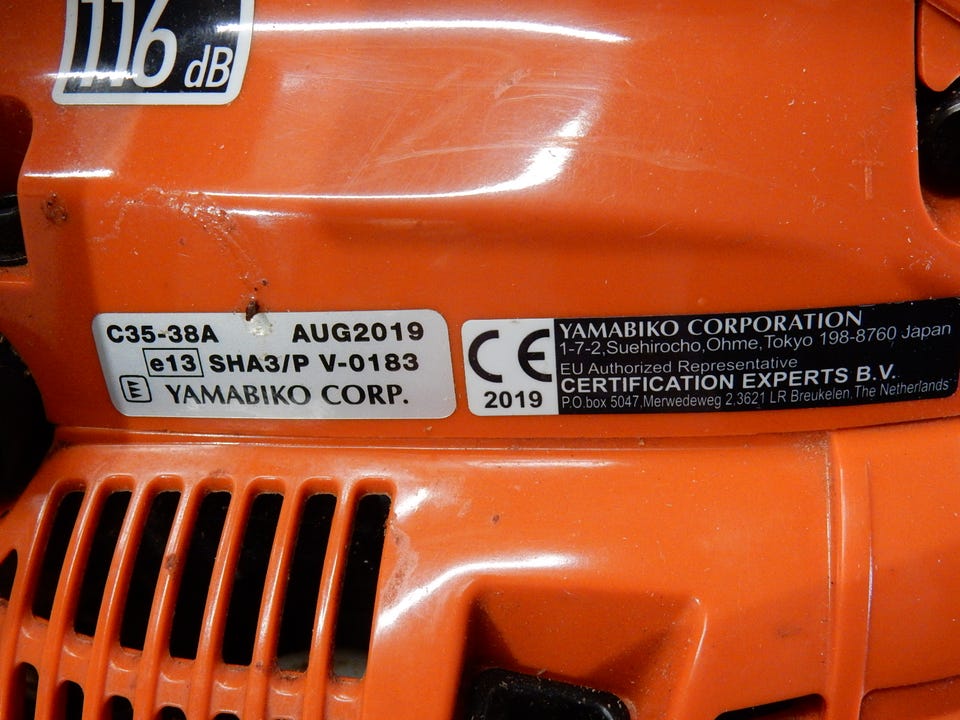 116 dB
C35-38A AUG2019
e13 SHA3/P V-0183
YAMABIKO CORP.
CE
2019
YAMABIKO CORPORATION
1-7-2,Suehirocho,Ohme,Tokyo 198-8760 Japan
EU Authorized Representative
CERTIFICATION EXPERTS B.V.
P.O.box 5047,Merwedeweg 2,3621 LR Breukelen,The Netherlands